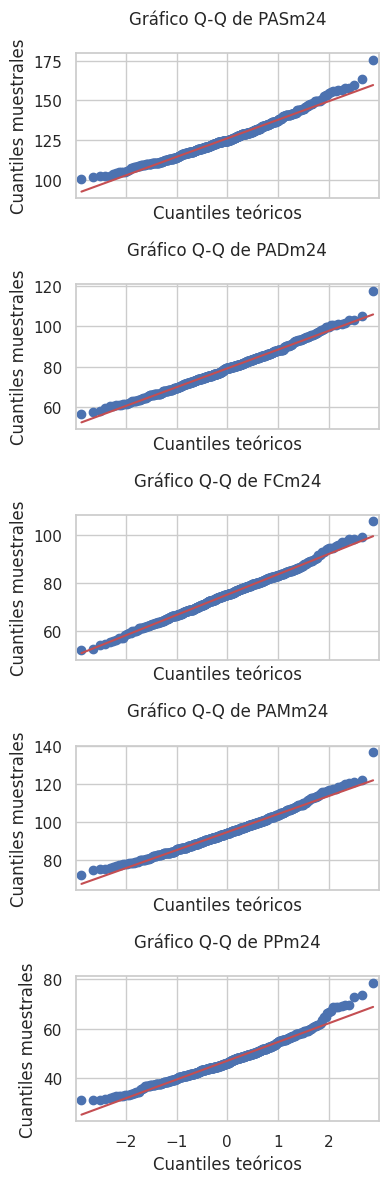 Gráfico Q-Q de PASm24
Cuantiles muestrales
175
150
125
100
Cuantiles teóricos
Gráfico Q-Q de PADm24
Cuantiles muestrales
120
100
80
60
Cuantiles teóricos
Gráfico Q-Q de FCm24
Cuantiles muestrales
100
80
60
Cuantiles teóricos
Gráfico Q-Q de PAMm24
Cuantiles muestrales
140
120
100
80
Cuantiles teóricos
Gráfico Q-Q de PPm24
Cuantiles muestrales
80
60
40
−2 −1 0 1 2
Cuantiles teóricos